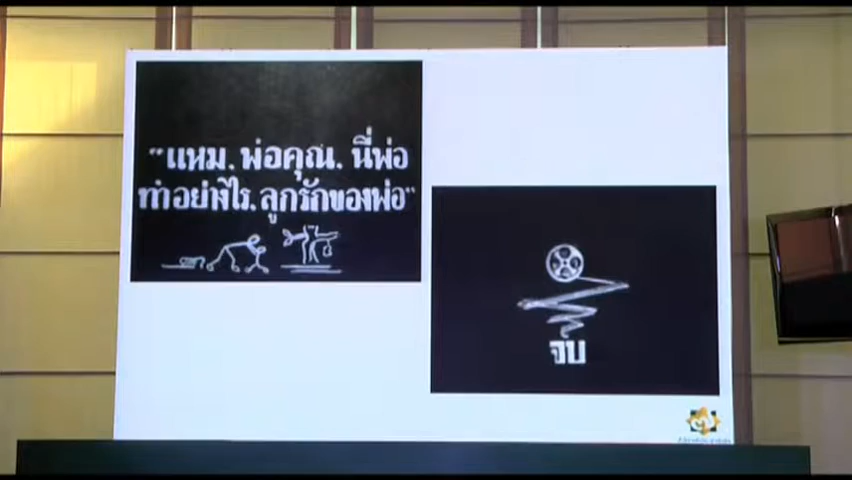 "แหม. พ่อคุณ. นี่พ่อ
ทำอย่างไร. ลูกรักของพ่อ"
จบ